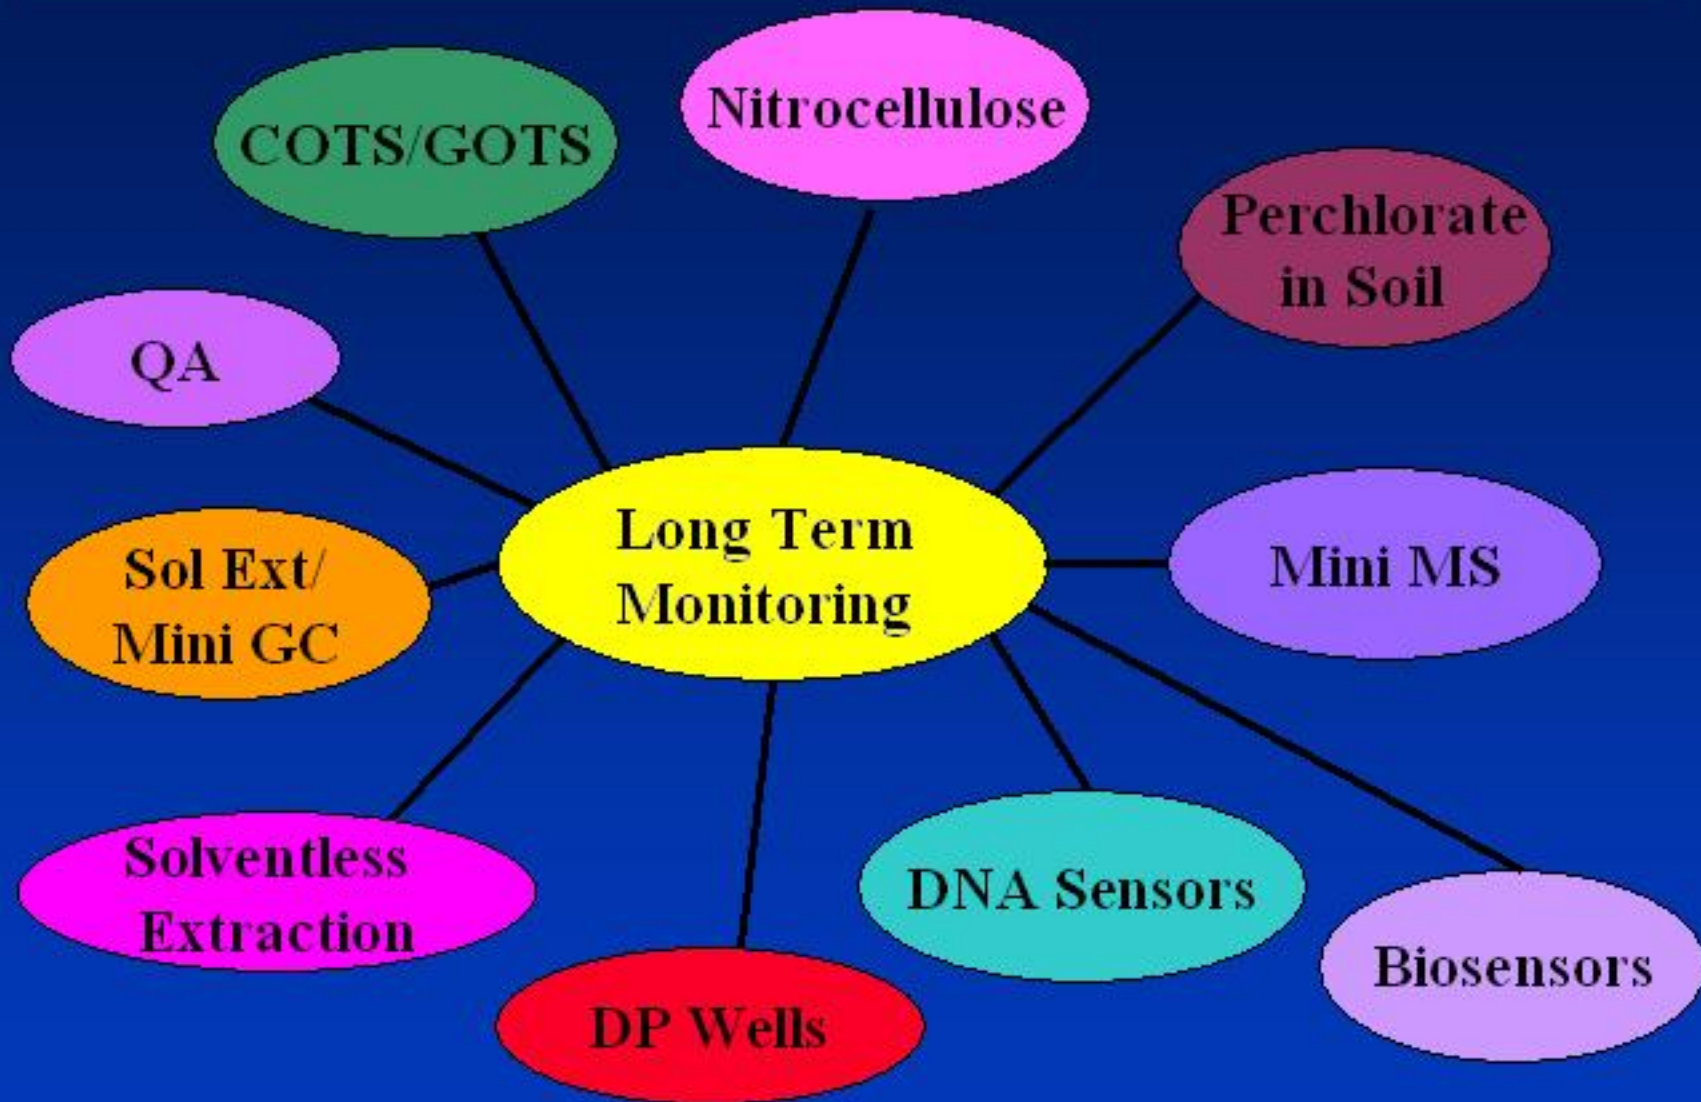 COTS/GOTS
Nitrocellulose
Perchlorate
in Soil
QA
Long Term
Monitoring
Sol Ext/
Mini GC
Mini MS
Solventless
Extraction
DNA Sensors
Biosensors
DP Wells